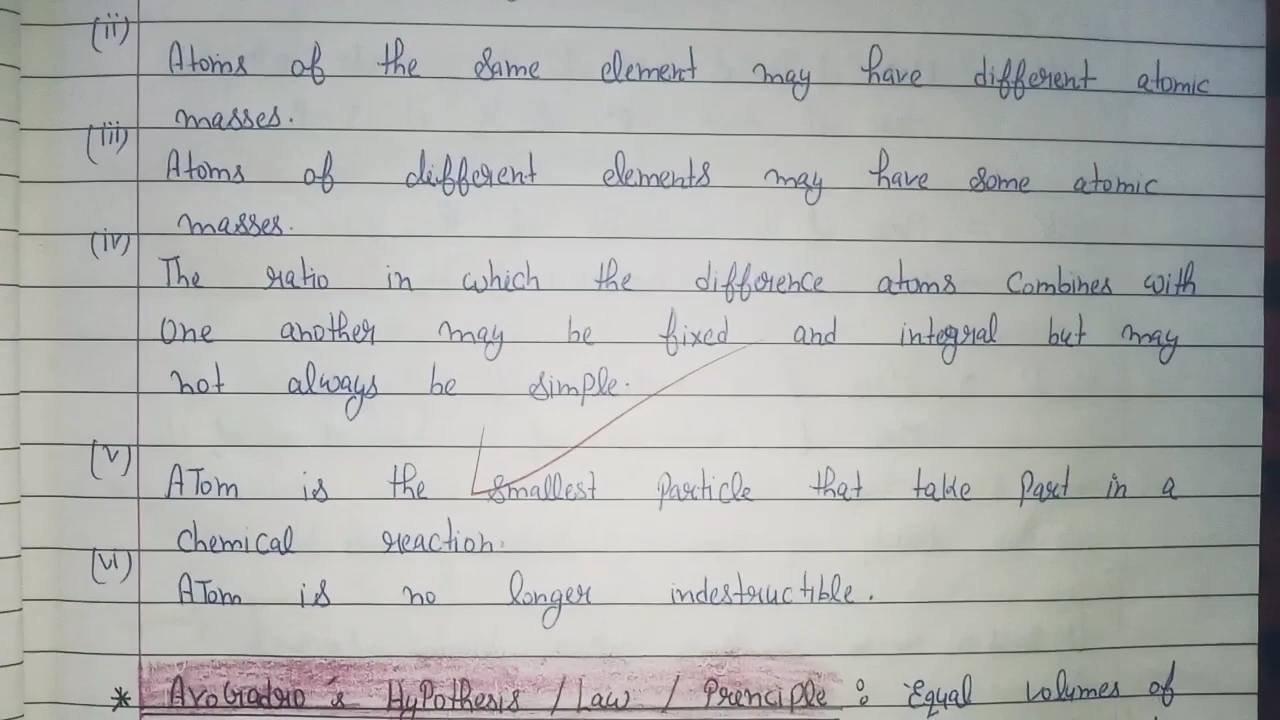 (ii)
Atoms of the same element may have different atomic
masses.
(iii)
Atoms of different elements may have some atomic
masses.
(iv)
The ratio in which the difference atoms Combines with
One another may be fixed and integral but may
not always be simple.
(v)
ATom is the smallest particle that take part in a
chemical reaction.
(vi)
ATom is no longer indestructible.
* Avogadro's HyPothesis / Law / Prenciple : Equal volumes of